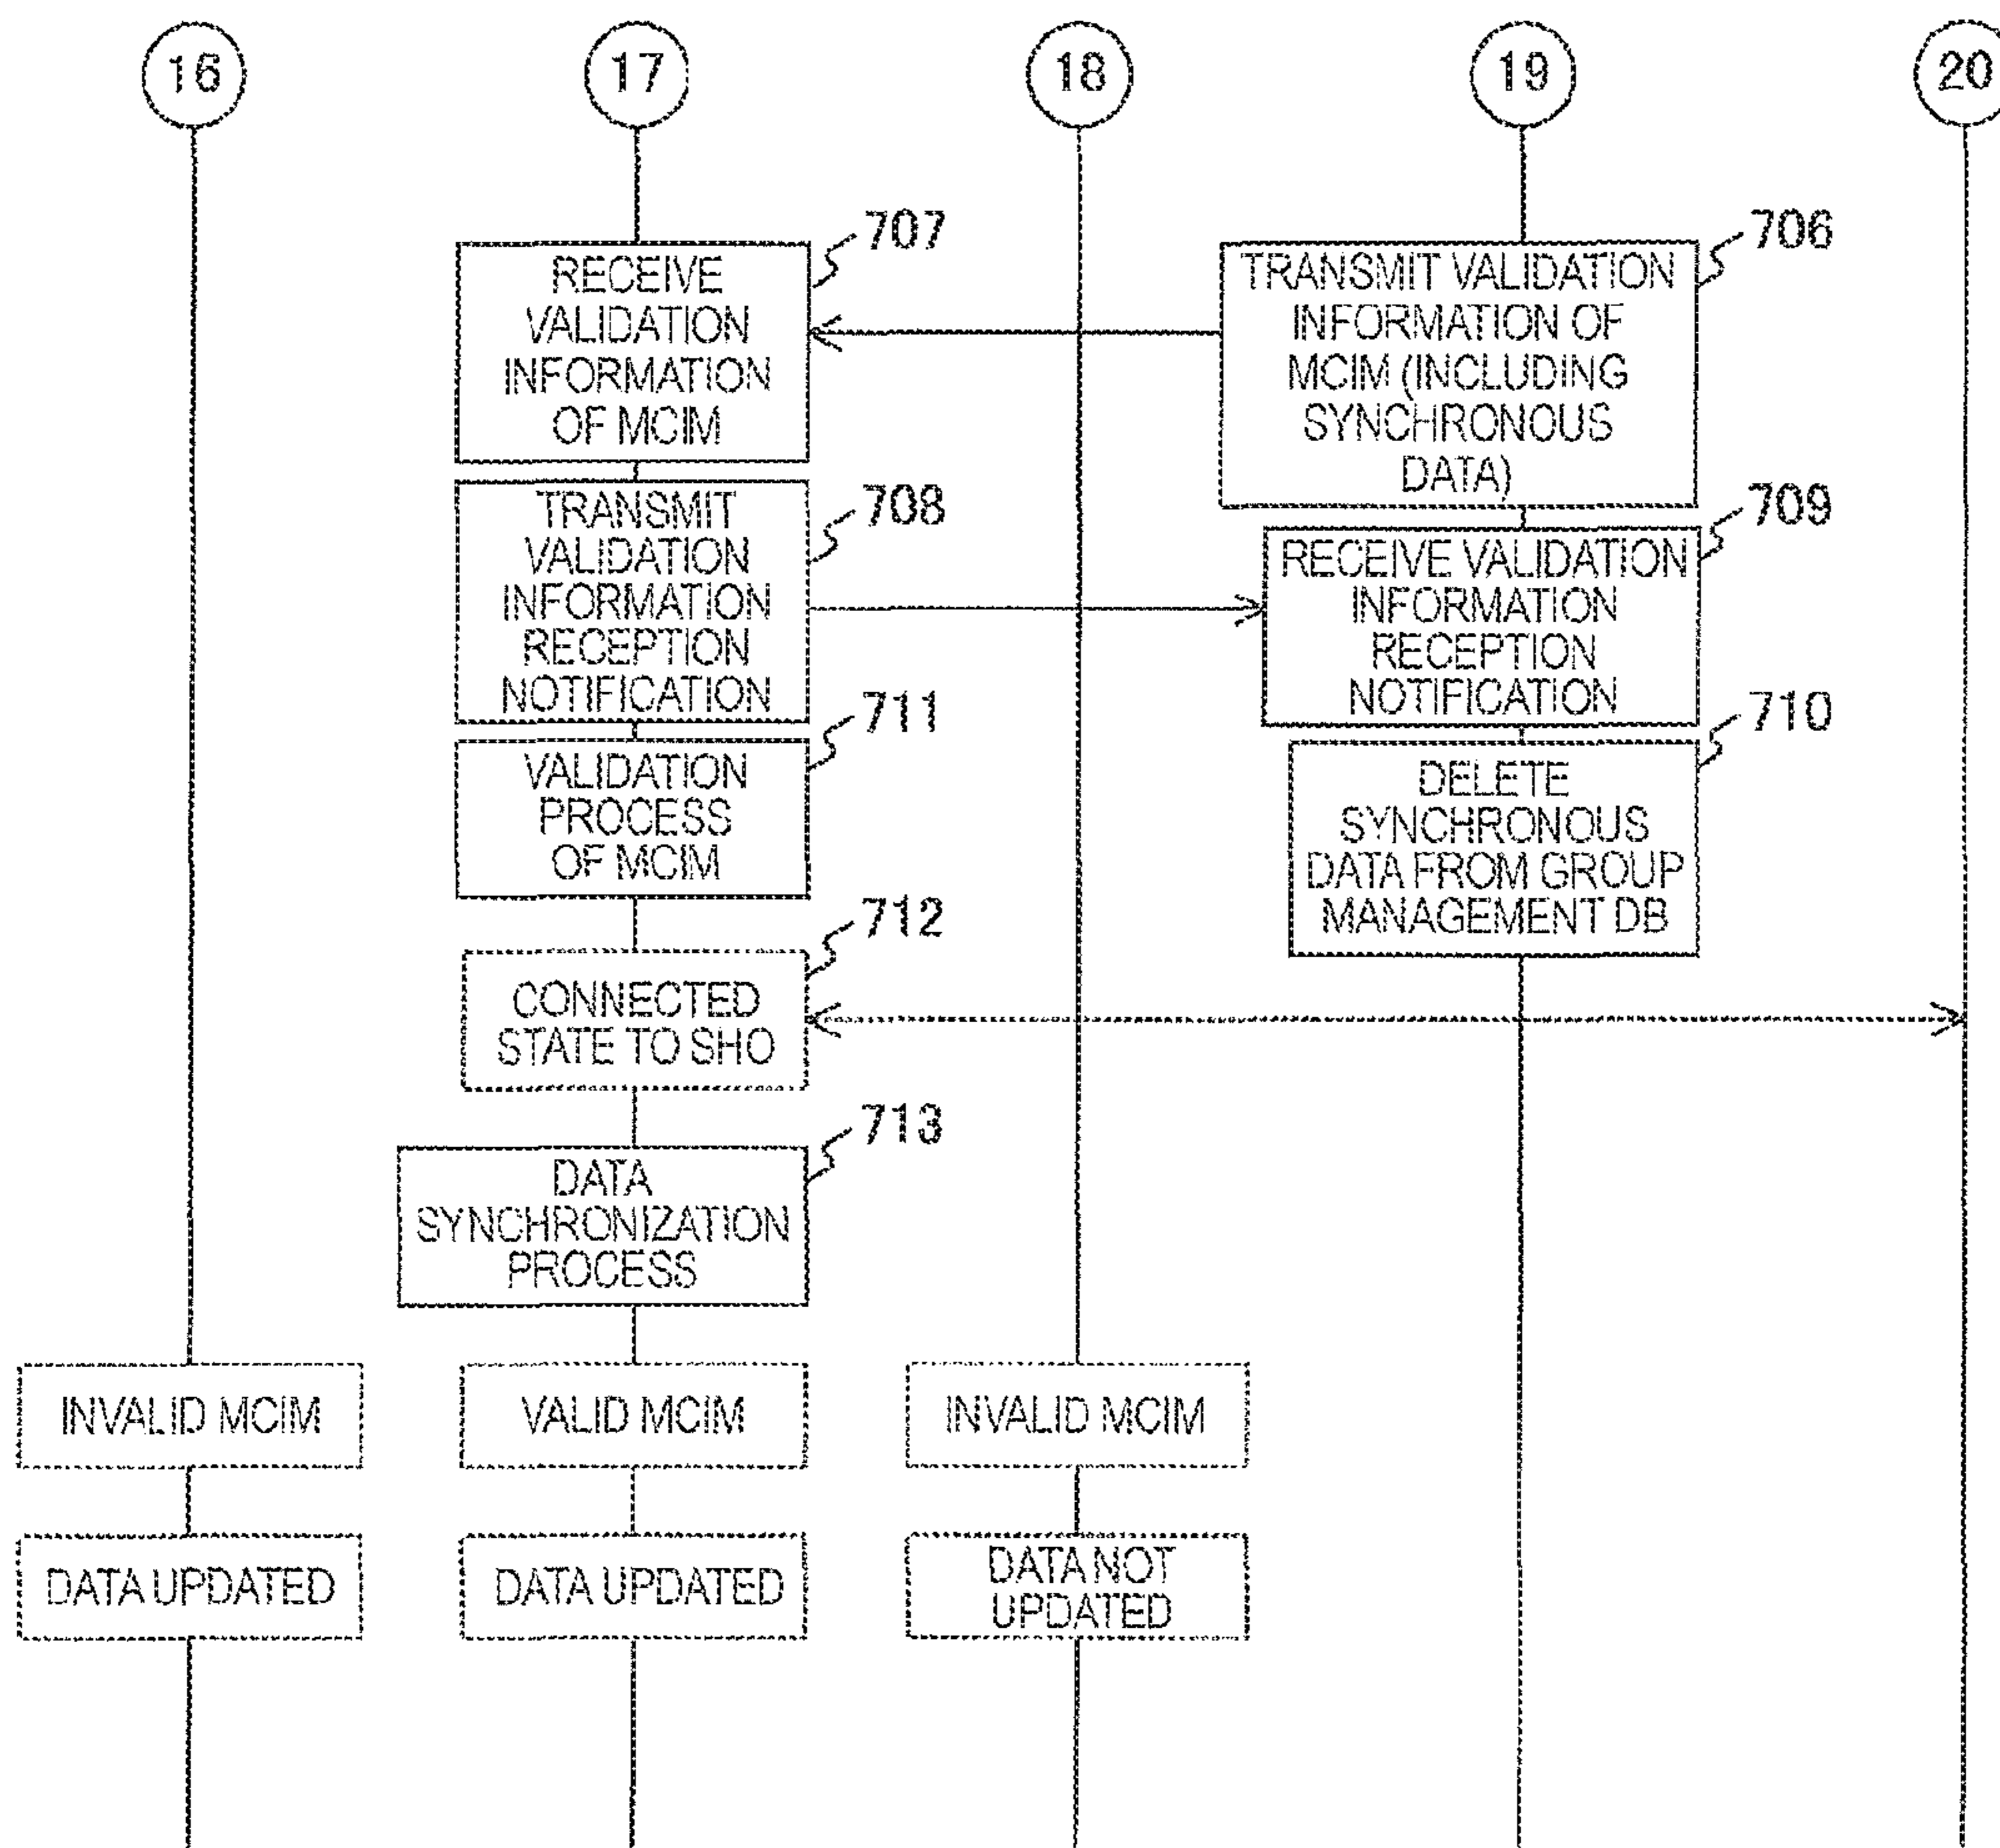 16
17
18
19
20
707
706
RECEIVE
VALIDATION
INFORMATION
OF MCIM
TRANSMIT VALIDATION
INFORMATION OF
MCIM (INCLUDING
SYNCHRONOUS
DATA)
708
709
TRANSMIT
VALIDATION
INFORMATION
RECEPTION
NOTIFICATION
RECEIVE VALIDATION
INFORMATION
RECEPTION
NOTIFICATION
711
710
VALIDATION
PROCESS
OF MCIM
DELETE
SYNCHRONOUS
DATA FROM GROUP
MANAGEMENT DB
712
CONNECTED
STATE TO SHO
713
DATA
SYNCHRONIZATION
PROCESS
INVALID MCIM
VALID MCIM
INVALID MCIM
DATA UPDATED
DATA UPDATED
DATA NOT
UPDATED